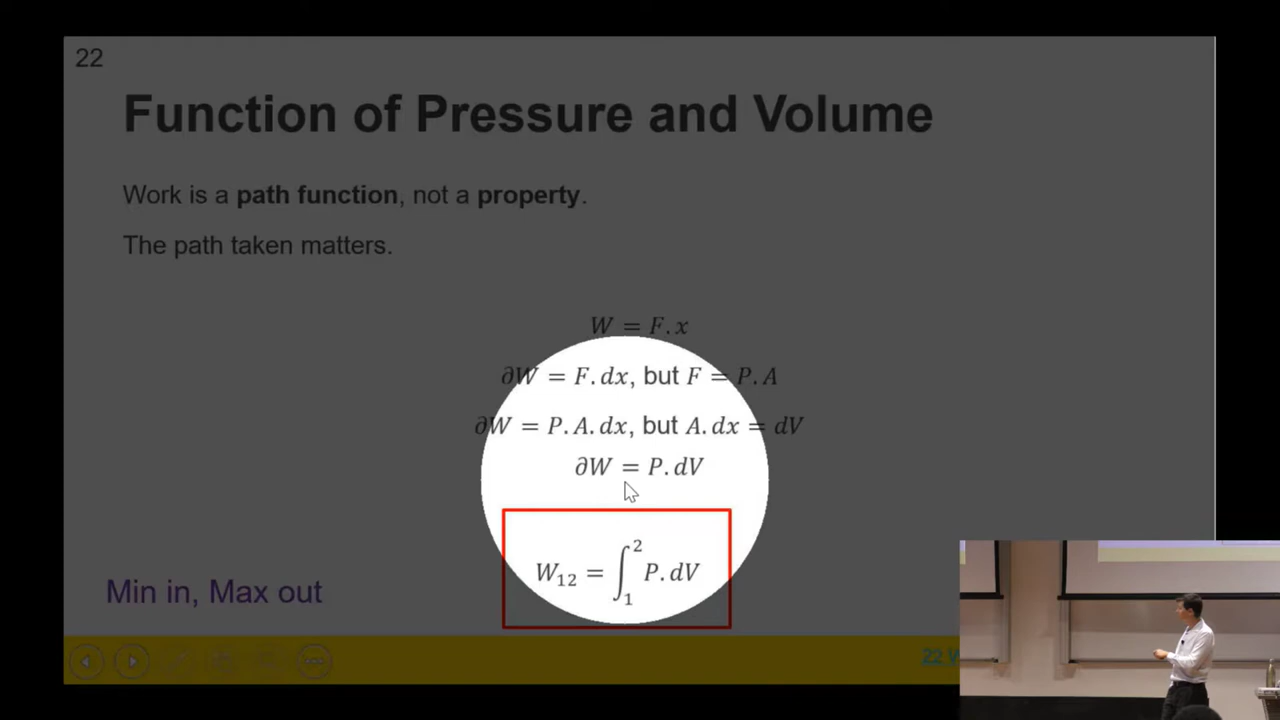 22
Function of Pressure and Volume
Work is a path function, not a property.
The path taken matters.
W = F.x
∂W = F.dx, but F = P.A
∂W = P.A.dx, but A.dx = dV
∂W = P.dV
W₁₂ = ∫₁² P.dV
Min in, Max out
22